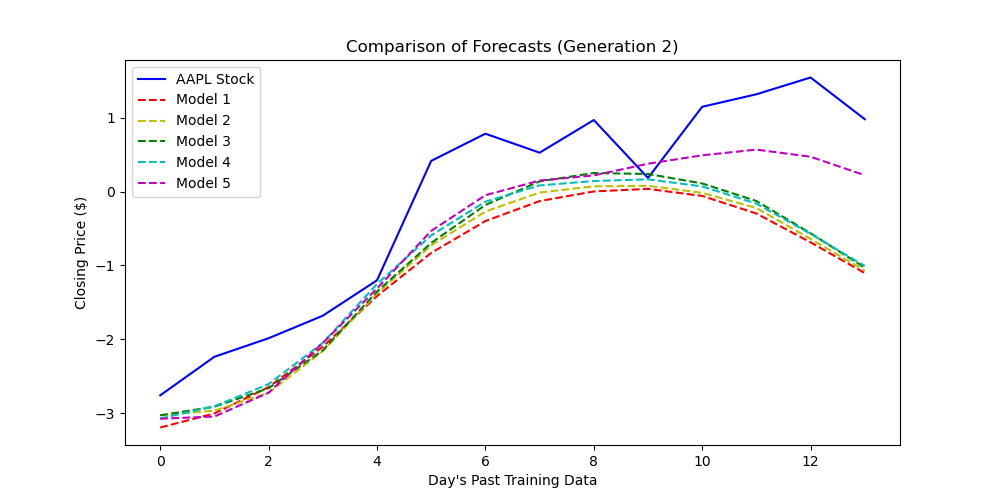 Comparison of Forecasts (Generation 2)
AAPL Stock
Model 1
Model 2
Model 3
Model 4
Model 5
Closing Price ($)
1
0
−1
−2
−3
0 2 4 6 8 10 12
Day's Past Training Data